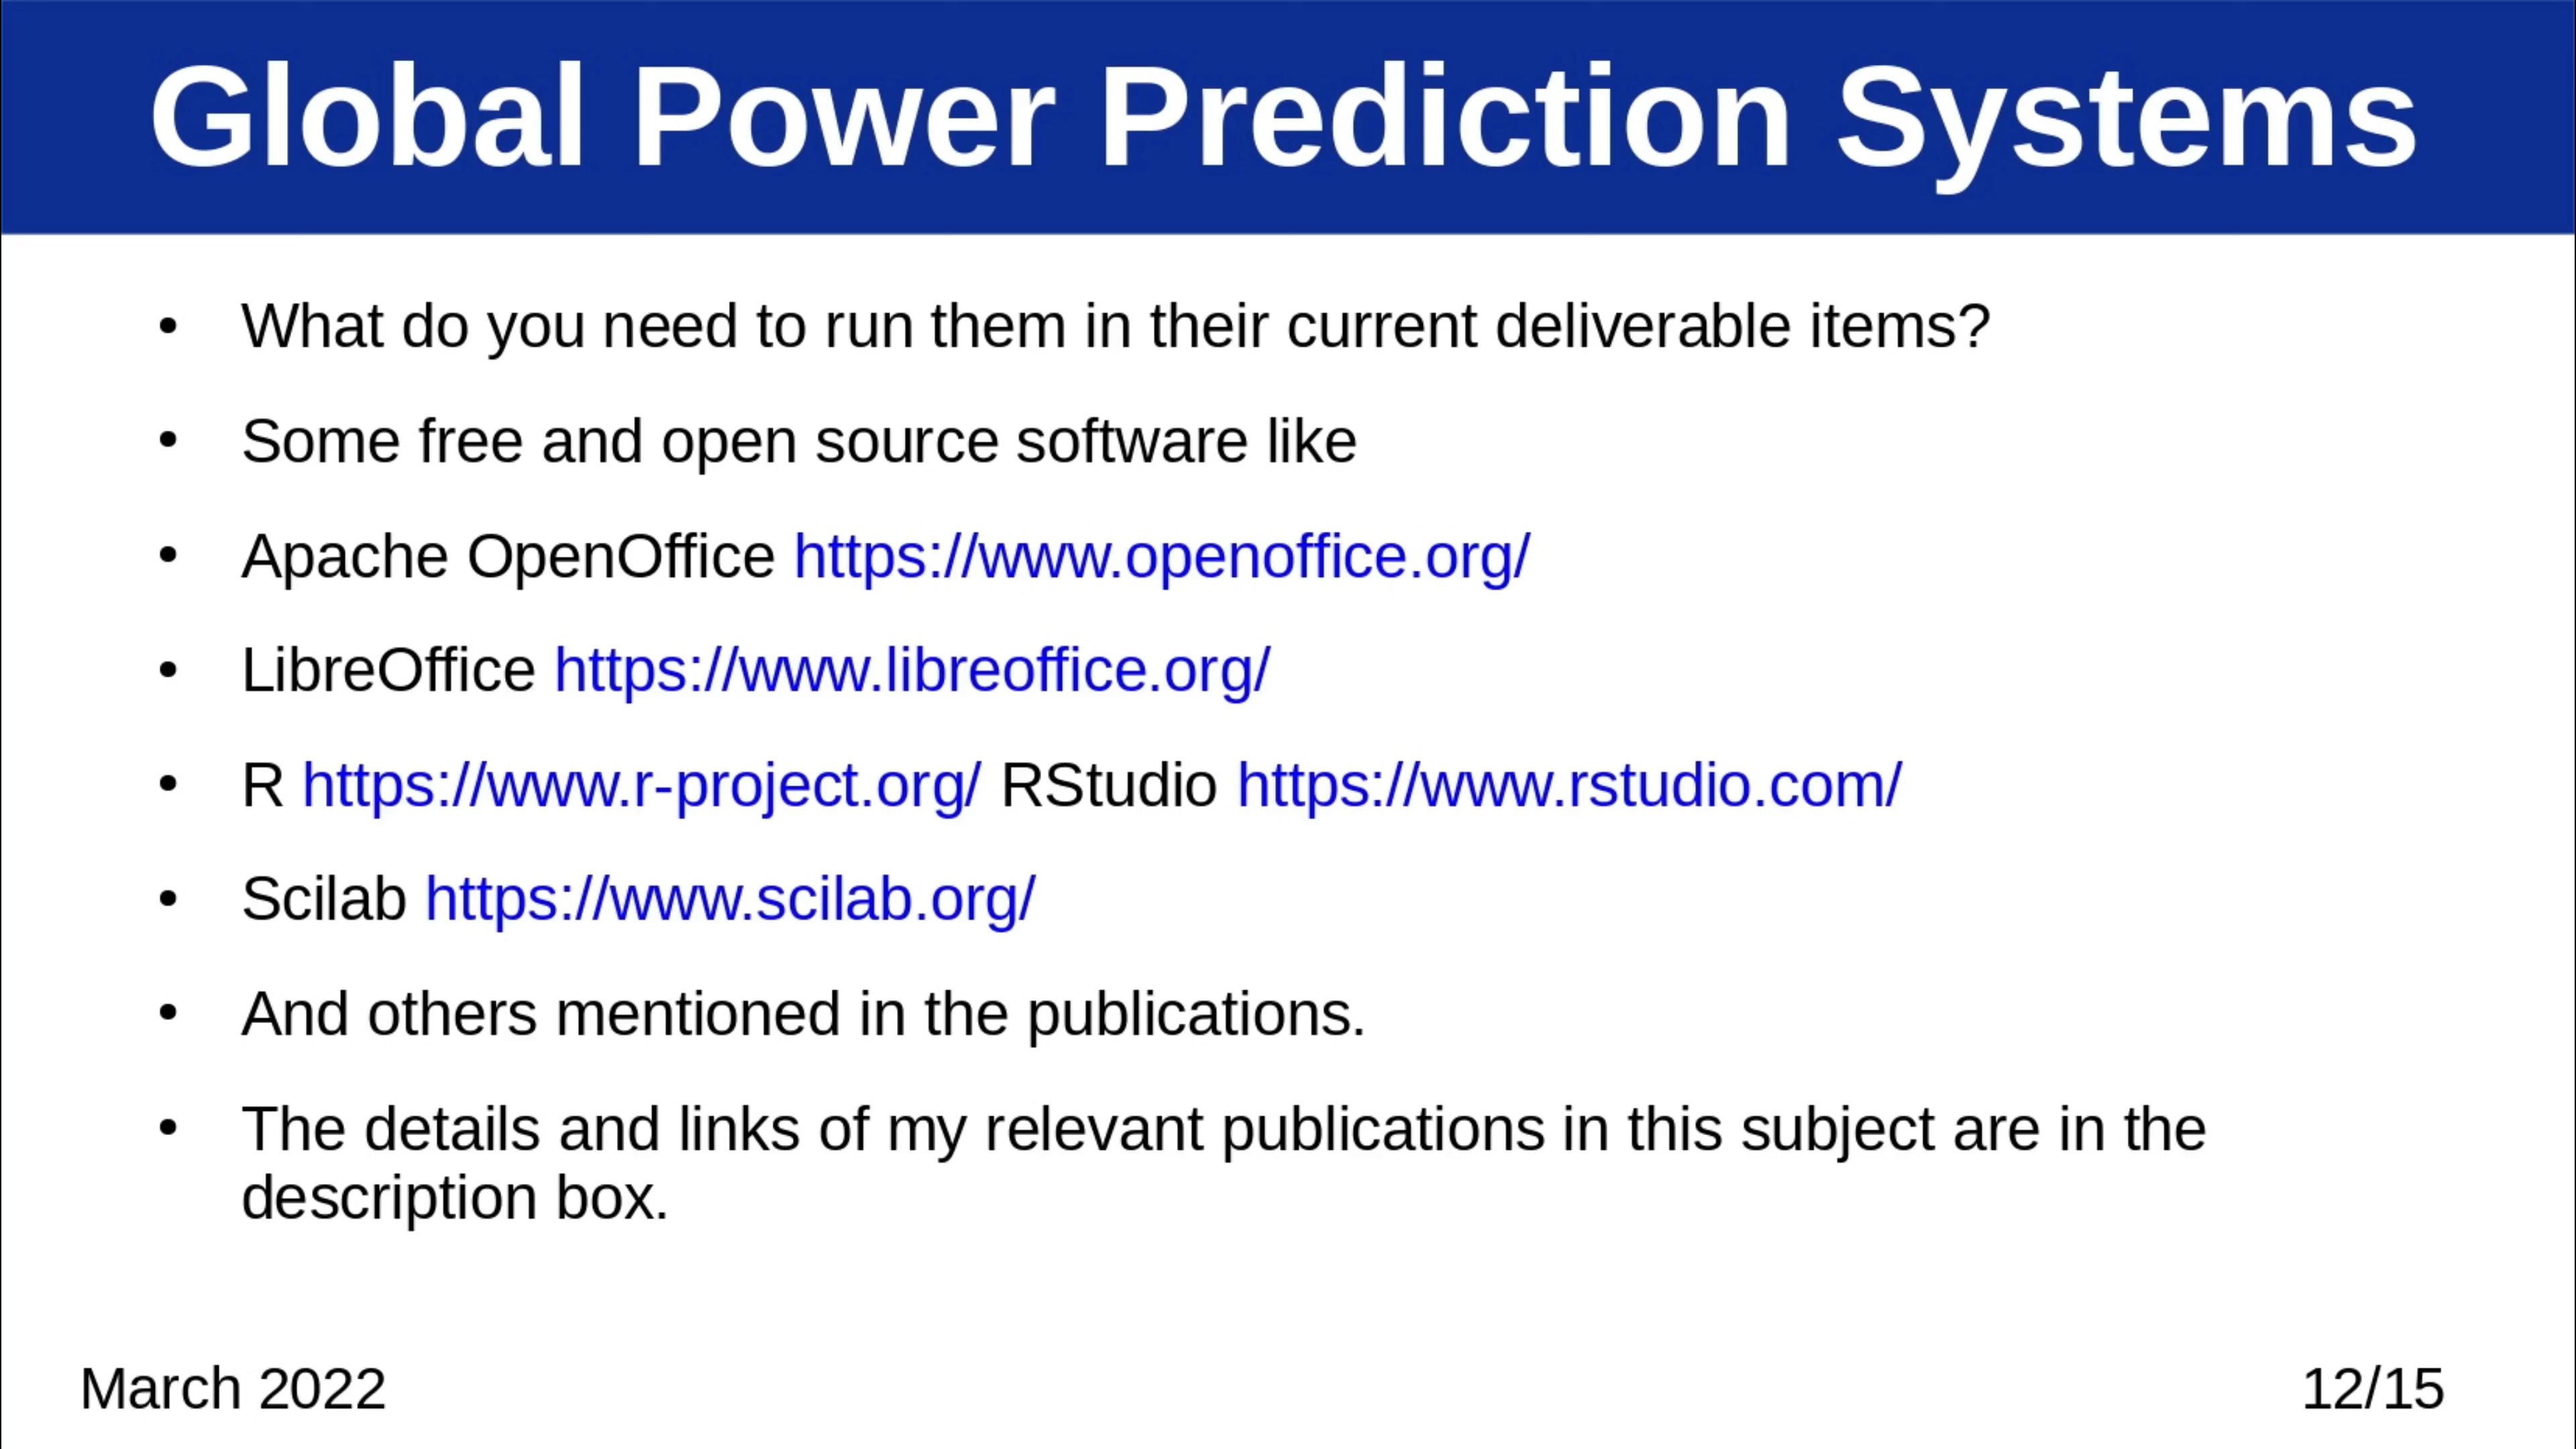 Global Power Prediction Systems
• What do you need to run them in their current deliverable items?
• Some free and open source software like
• Apache OpenOffice https://www.openoffice.org/
• LibreOffice https://www.libreoffice.org/
• R https://www.r-project.org/ RStudio https://www.rstudio.com/
• Scilab https://www.scilab.org/
• And others mentioned in the publications.
• The details and links of my relevant publications in this subject are in the
description box.
March 2022
12/15